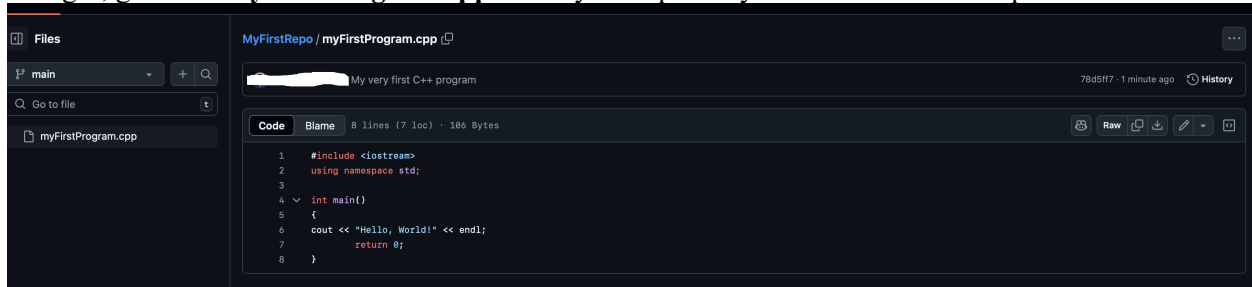 Files
main
Go to file
t
myFirstProgram.cpp
MyFirstRepo / myFirstProgram.cpp
My very first C++ program
78d5ff7 · 1 minute ago
History
Code
Blame
8 lines (7 loc) · 106 Bytes
Raw
1 #include <iostream>
2 using namespace std;
3
4 int main()
5 {
6 cout << "Hello, World!" << endl;
7 return 0;
8 }